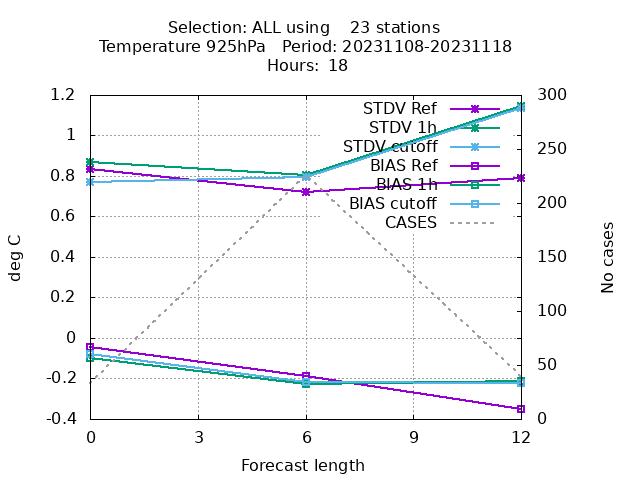 Selection: ALL using    23 stations
Temperature 925hPa   Period: 20231108-20231118
Hours: 18
STDV Ref
STDV 1h
STDV cutoff
BIAS Ref
BIAS 1h
BIAS cutoff
CASES
1.2
1
0.8
0.6
0.4
0.2
0
-0.2
-0.4
300
250
200
150
100
50
0
0 3 6 9 12
deg C
No cases
Forecast length